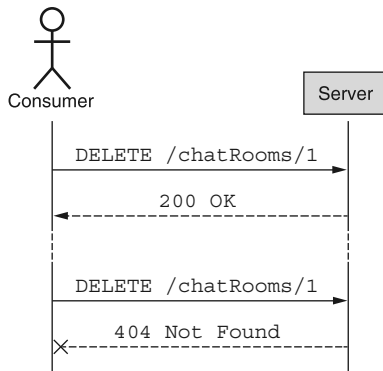 Consumer
Server
DELETE /chatRooms/1
200 OK
DELETE /chatRooms/1
404 Not Found